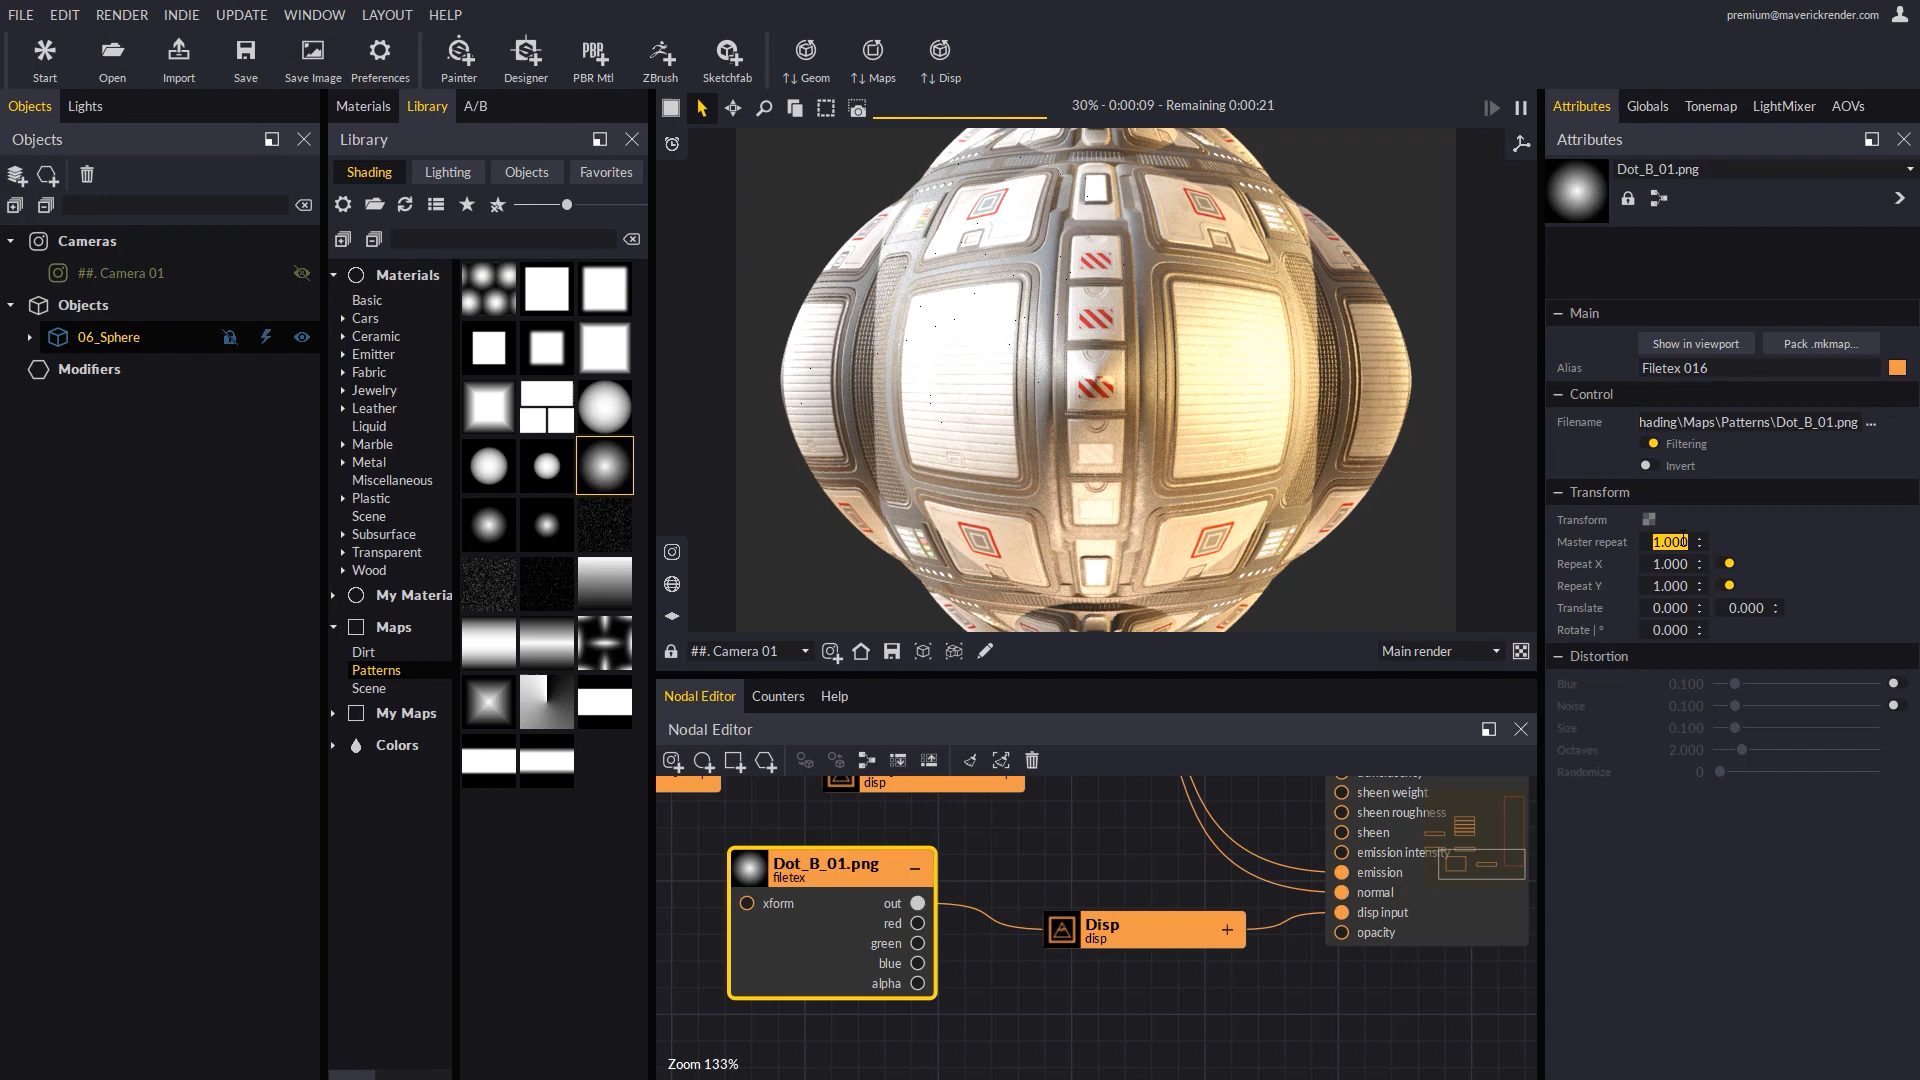 FILE EDIT RENDER INDIE UPDATE WINDOW LAYOUT HELP
premium@maverickrender.com
Start Open Import Save Save Image Preferences Painter Designer PBR Mtl ZBrush Sketchfab ↑↓ Geom ↑↓ Maps ↑↓ Disp
PBR
Objects Lights
Objects
Cameras
##. Camera 01
Objects
06_Sphere
Modifiers
Materials Library A/B
Library
Shading Lighting Objects Favorites
Materials
Basic
Cars
Ceramic
Emitter
Fabric
Jewelry
Leather
Liquid
Marble
Metal
Miscellaneous
Plastic
Scene
Subsurface
Transparent
Wood
My Materia
Maps
Dirt
Patterns
Scene
My Maps
Colors
30% - 0:00:09 - Remaining 0:00:21
##. Camera 01
Main render
Nodal Editor Counters Help
Nodal Editor
disp
Dot_B_01.png
filetex
xform out
red
green
blue
alpha
Disp
disp
sheen weight
sheen roughness
sheen
emission intensity
emission
normal
disp input
opacity
Zoom 133%
Attributes Globals Tonemap LightMixer AOVs
Attributes
Dot_B_01.png
Main
Show in viewport Pack .mkmap...
Alias Filetex 016
Control
Filename hading\Maps\Patterns\Dot_B_01.png ...
Filtering
Invert
Transform
Transform
Master repeat 1.000
Repeat X 1.000
Repeat Y 1.000
Translate 0.000 0.000
Rotate | ° 0.000
Distortion
Blur 0.100
Noise 0.100
Size 0.100
Octaves 2.000
Randomize 0